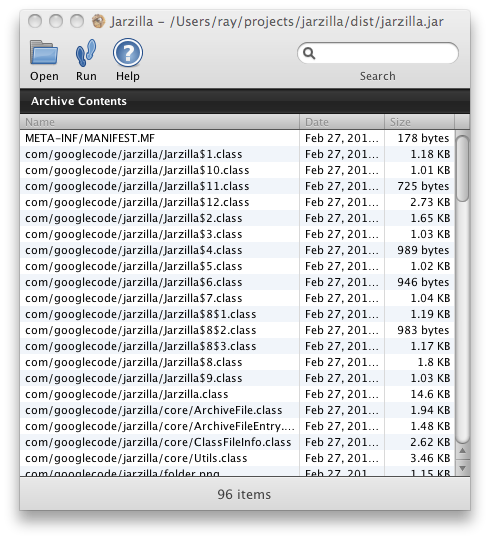 Jarzilla – /Users/ray/projects/jarzilla/dist/jarzilla.jar
Open Run Help Search
Archive Contents
Name Date Size
META-INF/MANIFEST.MF Feb 27, 201... 178 bytes
com/googlecode/jarzilla/Jarzilla$1.class Feb 27, 201... 1.18 KB
com/googlecode/jarzilla/Jarzilla$10.class Feb 27, 201... 1.01 KB
com/googlecode/jarzilla/Jarzilla$11.class Feb 27, 201... 725 bytes
com/googlecode/jarzilla/Jarzilla$12.class Feb 27, 201... 2.73 KB
com/googlecode/jarzilla/Jarzilla$2.class Feb 27, 201... 1.65 KB
com/googlecode/jarzilla/Jarzilla$3.class Feb 27, 201... 1.03 KB
com/googlecode/jarzilla/Jarzilla$4.class Feb 27, 201... 989 bytes
com/googlecode/jarzilla/Jarzilla$5.class Feb 27, 201... 1.02 KB
com/googlecode/jarzilla/Jarzilla$6.class Feb 27, 201... 946 bytes
com/googlecode/jarzilla/Jarzilla$7.class Feb 27, 201... 1.04 KB
com/googlecode/jarzilla/Jarzilla$8$1.class Feb 27, 201... 1.19 KB
com/googlecode/jarzilla/Jarzilla$8$2.class Feb 27, 201... 983 bytes
com/googlecode/jarzilla/Jarzilla$8$3.class Feb 27, 201... 1.17 KB
com/googlecode/jarzilla/Jarzilla$8.class Feb 27, 201... 1.8 KB
com/googlecode/jarzilla/Jarzilla$9.class Feb 27, 201... 1.03 KB
com/googlecode/jarzilla/Jarzilla.class Feb 27, 201... 14.6 KB
com/googlecode/jarzilla/core/ArchiveFile.class Feb 27, 201... 1.94 KB
com/googlecode/jarzilla/core/ArchiveFileEntry.... Feb 27, 201... 1.48 KB
com/googlecode/jarzilla/core/ClassFileInfo.class Feb 27, 201... 2.62 KB
com/googlecode/jarzilla/core/Utils.class Feb 27, 201... 3.46 KB
com/googlecode/jarzilla/folder.png Feb 27, 201... 1.15 KB
96 items